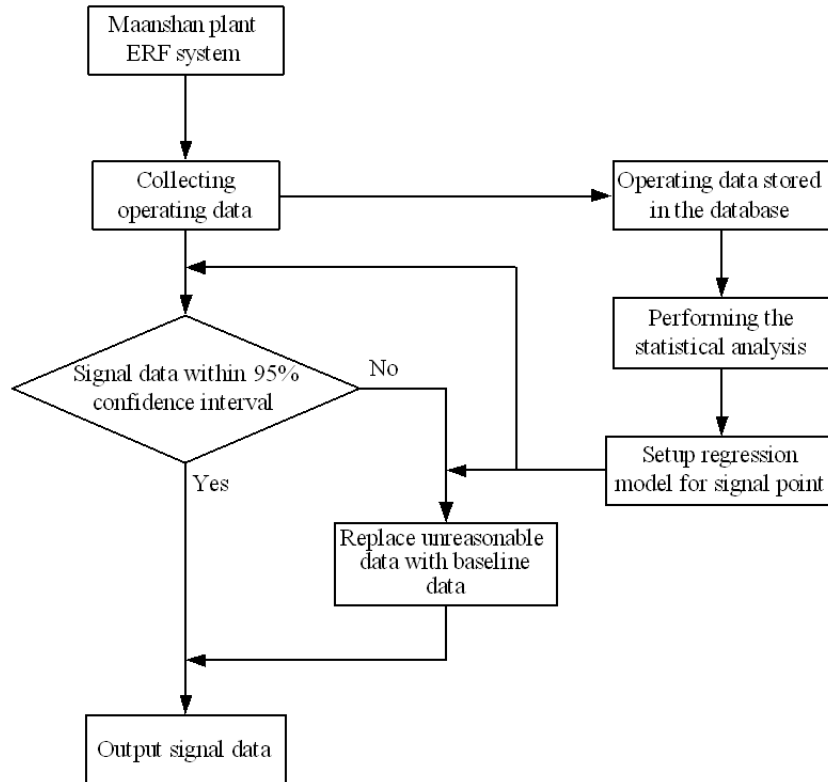 Maanshan plant
ERF system
Collecting
operating data
Operating data stored
in the database
Performing the
statistical analysis
Signal data within 95%
confidence interval
No
Yes
Setup regression
model for signal point
Replace unreasonable
data with baseline
data
Output signal data